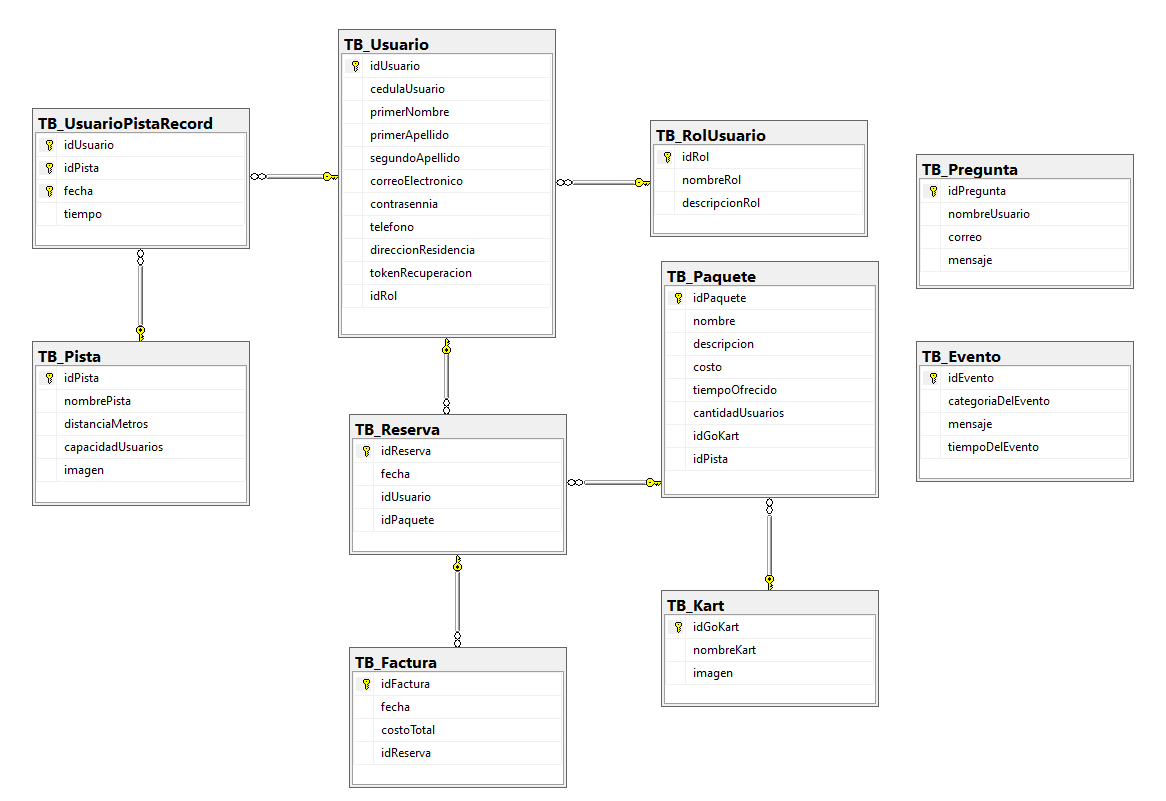 TB_Usuario
idUsuario
cedulaUsuario
primerNombre
primerApellido
segundoApellido
correoElectronico
contrasennia
telefono
direccionResidencia
tokenRecuperacion
idRol
TB_UsuarioPistaRecord
idUsuario
idPista
fecha
tiempo
TB_RolUsuario
idRol
nombreRol
descripcionRol
TB_Pregunta
idPregunta
nombreUsuario
correo
mensaje
TB_Paquete
idPaquete
nombre
descripcion
costo
tiempoOfrecido
cantidadUsuarios
idGoKart
idPista
TB_Pista
idPista
nombrePista
distanciaMetros
capacidadUsuarios
imagen
TB_Evento
idEvento
categoriaDelEvento
mensaje
tiempoDelEvento
TB_Reserva
idReserva
fecha
idUsuario
idPaquete
TB_Kart
idGoKart
nombreKart
imagen
TB_Factura
idFactura
fecha
costoTotal
idReserva